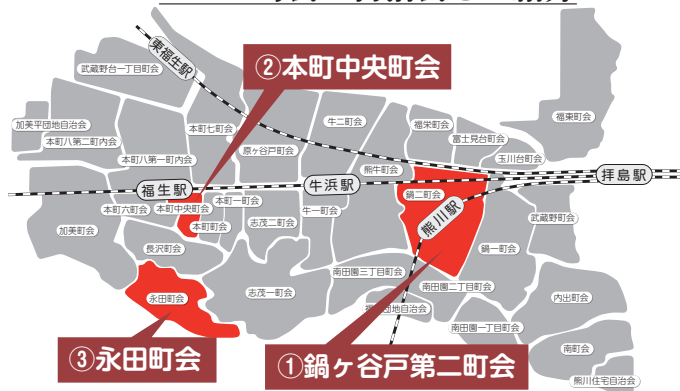 東福生駅
②本町中央町会
武蔵野台一丁目町会
福東町会
加美平団地自治会
本町七町会
牛二町会
福栄町会
富士見台町会
本町八第二町内会
原ヶ谷戸町会
玉川台町会
本町八第一町内会
熊牛町会
拝島駅
福生駅
牛浜駅
鍋二町会
本町六町会
本町中央町会
本町一町会
牛一町会
熊川駅
武蔵野町会
加美町会
本町町会
志茂二町会
長沢町会
鍋一町会
南田園三丁目町会
永田町会
志茂一町会
南田園二丁目町会
内出町会
団地自治会
南田園一丁目町会
南町会
③永田町会
①鍋ヶ谷戸第二町会
熊川住宅自治会